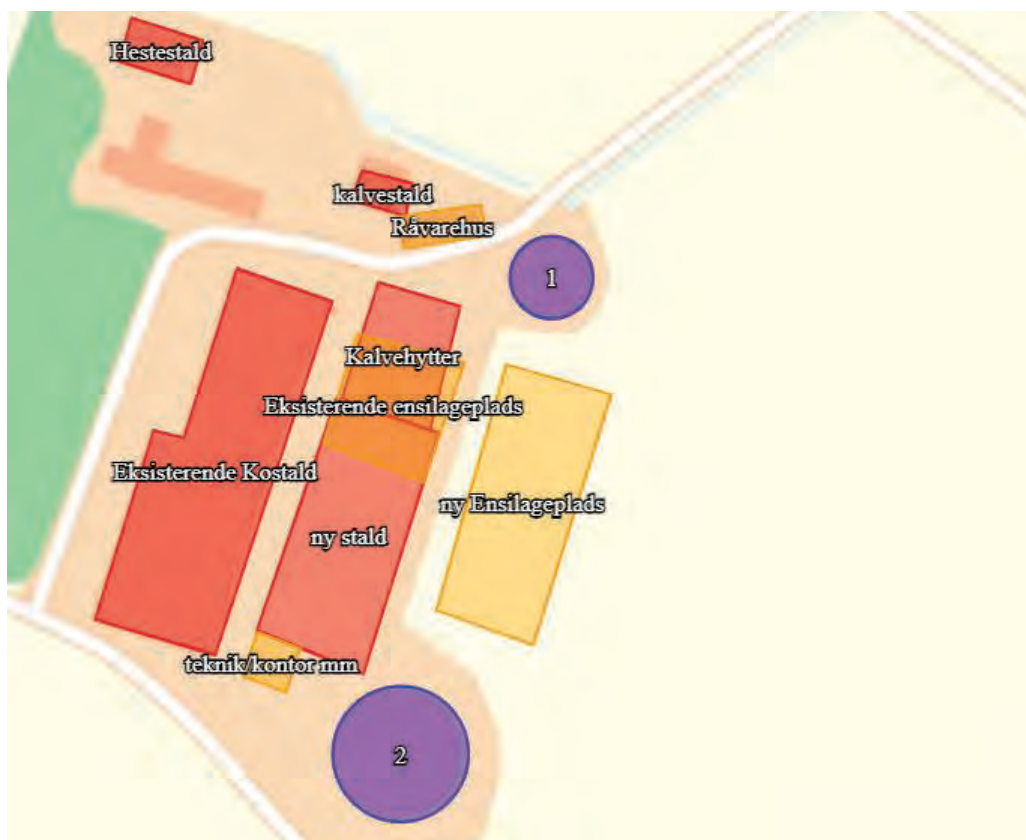 Hestestald
kalvestald
Råvarehus
1
Kalvehytter
Eksisterende ensilageplads
Eksisterende Kostald
ny Ensilageplads
ny stald
teknik/kontor mm
2